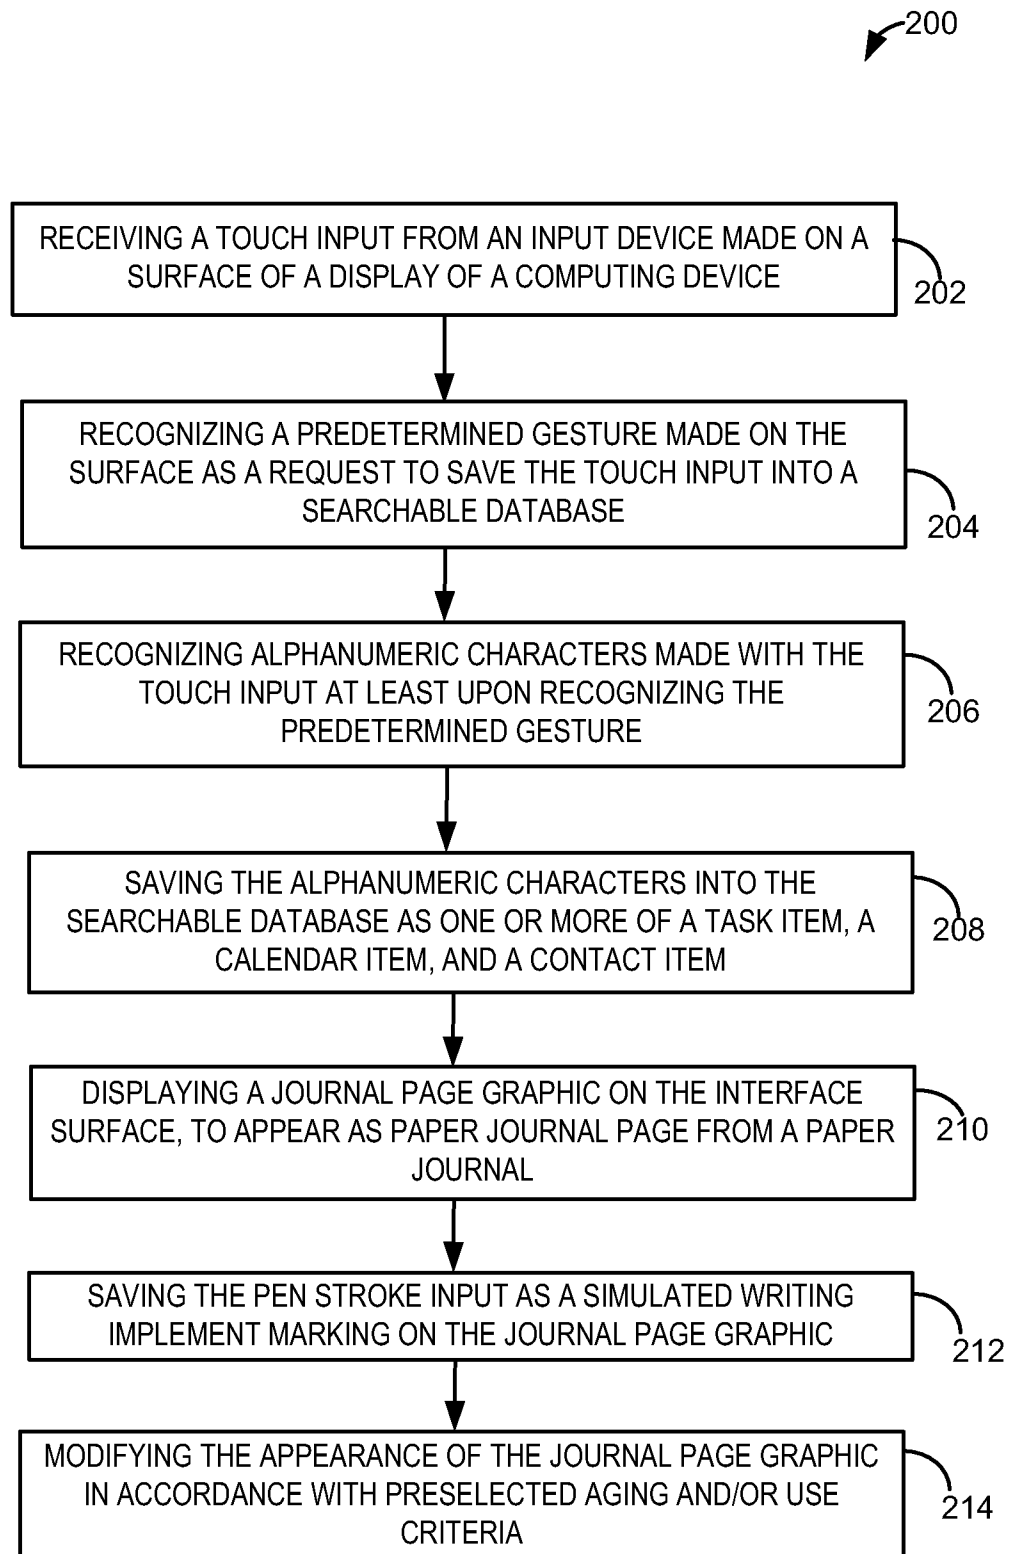 200
RECEIVING A TOUCH INPUT FROM AN INPUT DEVICE MADE ON A
SURFACE OF A DISPLAY OF A COMPUTING DEVICE
202
RECOGNIZING A PREDETERMINED GESTURE MADE ON THE
SURFACE AS A REQUEST TO SAVE THE TOUCH INPUT INTO A
SEARCHABLE DATABASE
204
RECOGNIZING ALPHANUMERIC CHARACTERS MADE WITH THE
TOUCH INPUT AT LEAST UPON RECOGNIZING THE
PREDETERMINED GESTURE
206
SAVING THE ALPHANUMERIC CHARACTERS INTO THE
SEARCHABLE DATABASE AS ONE OR MORE OF A TASK ITEM, A
CALENDAR ITEM, AND A CONTACT ITEM
208
DISPLAYING A JOURNAL PAGE GRAPHIC ON THE INTERFACE
SURFACE, TO APPEAR AS PAPER JOURNAL PAGE FROM A PAPER
JOURNAL
210
SAVING THE PEN STROKE INPUT AS A SIMULATED WRITING
IMPLEMENT MARKING ON THE JOURNAL PAGE GRAPHIC
212
MODIFYING THE APPEARANCE OF THE JOURNAL PAGE GRAPHIC
IN ACCORDANCE WITH PRESELECTED AGING AND/OR USE
CRITERIA
214